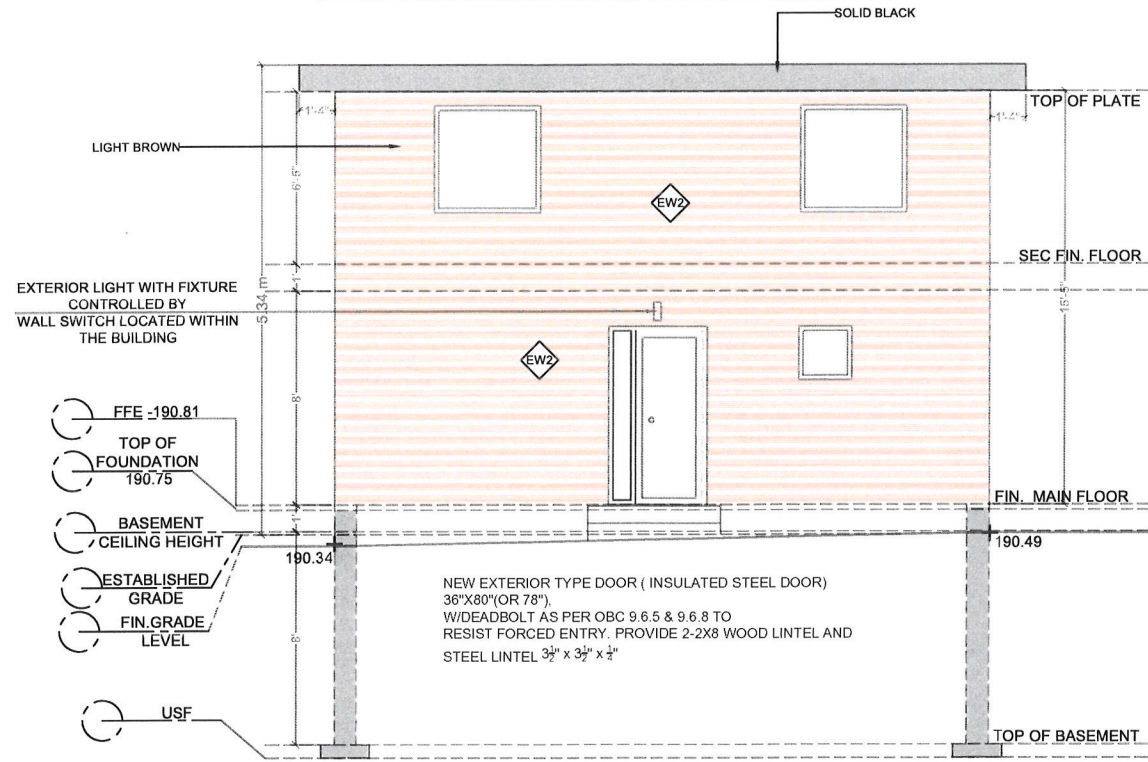 SOLID BLACK
TOP OF PLATE
1'-4"
1'-4"
LIGHT BROWN
6'-5"
EW2
SEC FIN. FLOOR
1'
EXTERIOR LIGHT WITH FIXTURE
CONTROLLED BY
WALL SWITCH LOCATED WITHIN
THE BUILDING
5.34 m
15'-5"
EW2
8'
FFE -190.81
TOP OF
FOUNDATION
190.75
FIN. MAIN FLOOR
1'
BASEMENT
CEILING HEIGHT
190.34
190.49
ESTABLISHED
GRADE
FIN.GRADE
LEVEL
NEW EXTERIOR TYPE DOOR ( INSULATED STEEL DOOR)
36"X80"(OR 78"),
W/DEADBOLT AS PER OBC 9.6.5 & 9.6.8 TO
RESIST FORCED ENTRY. PROVIDE 2-2X8 WOOD LINTEL AND
STEEL LINTEL 3½" x 3½" x ¼"
USF
TOP OF BASEMENT